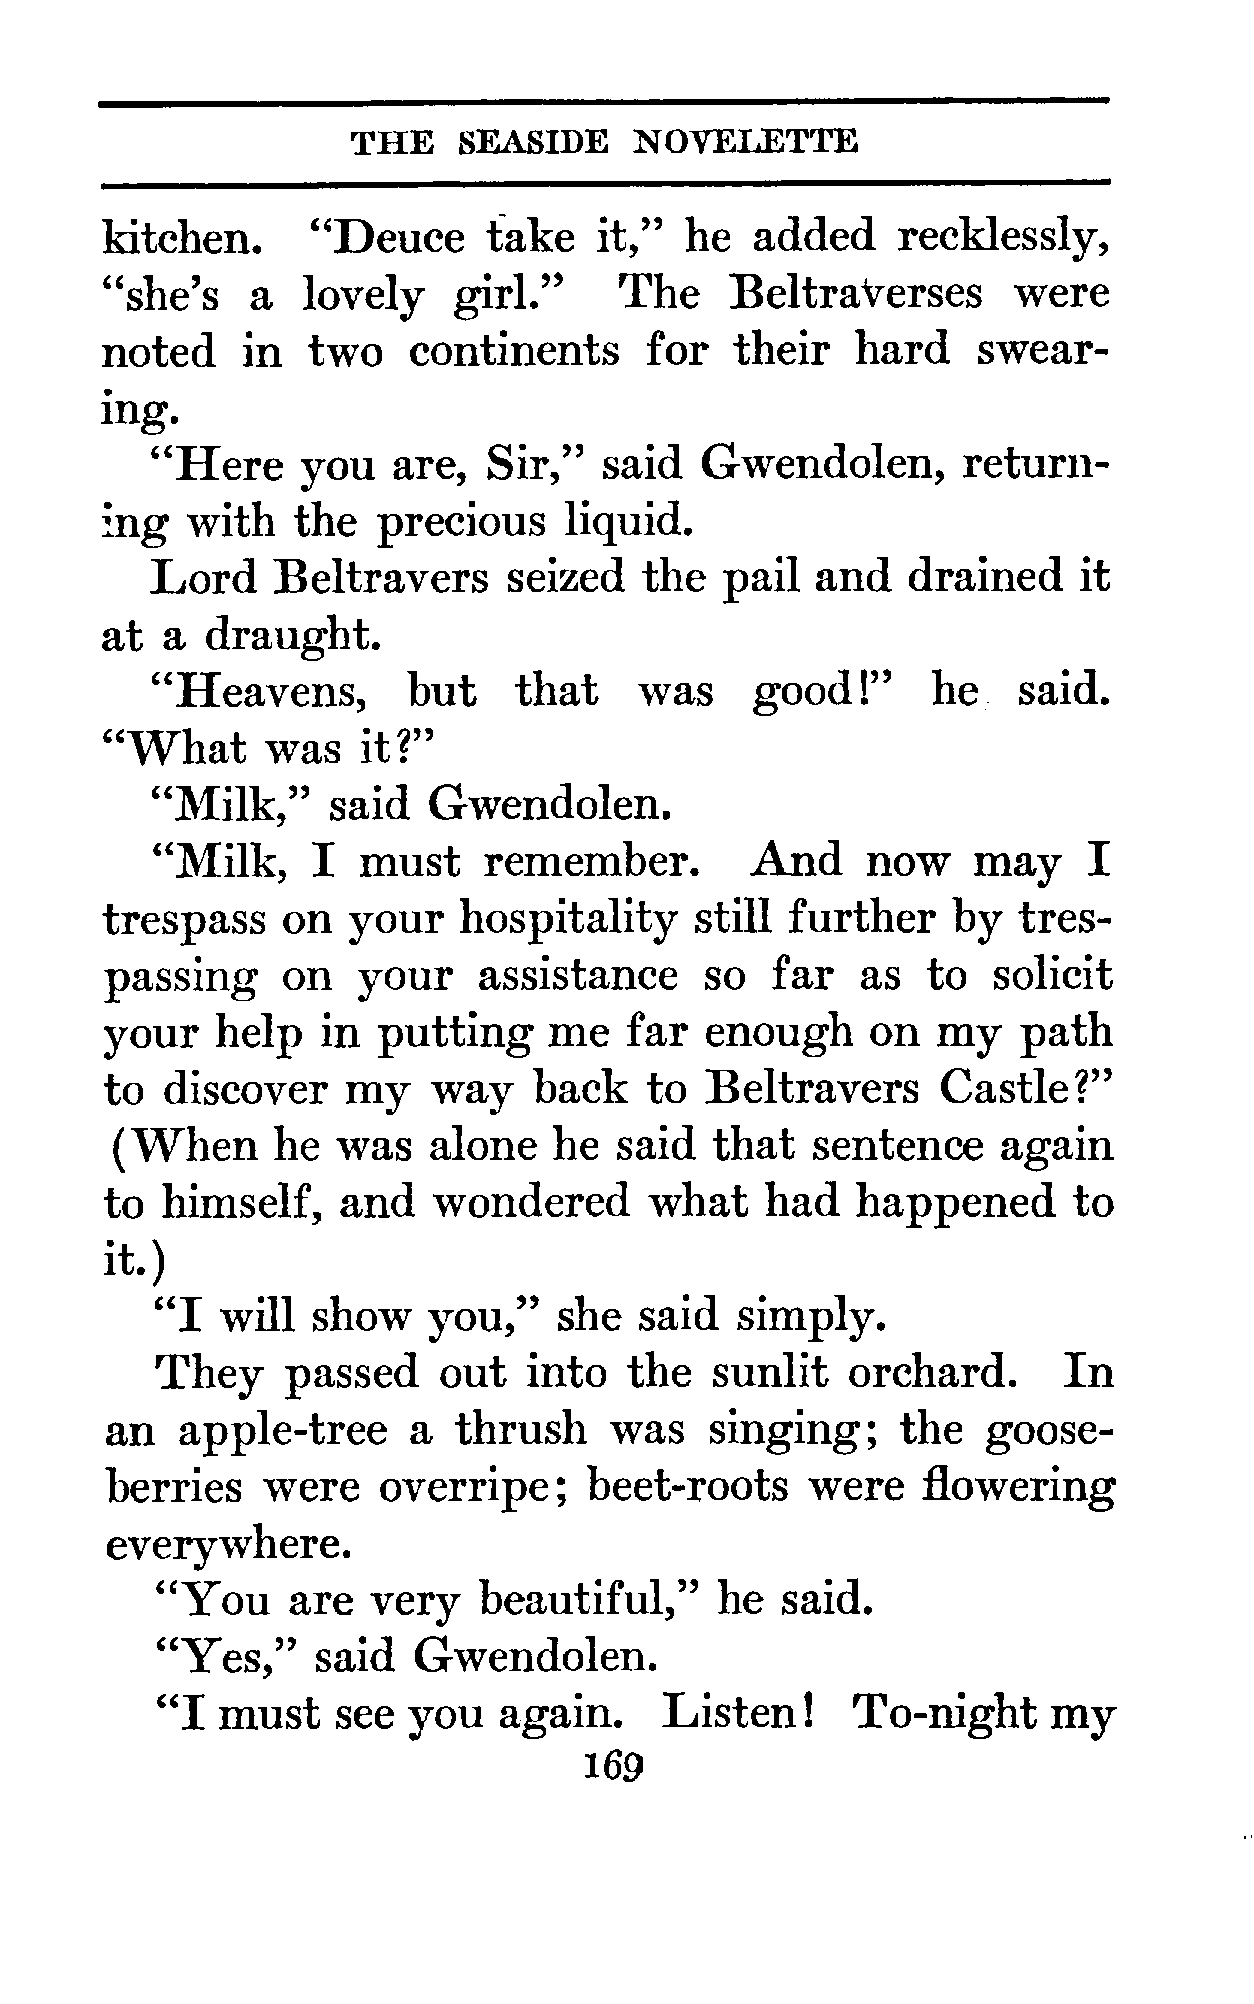 THE SEASIDE NOVELETTE
kitchen. “Deuce take it,” he added recklessly,
“she’s a lovely girl.” The Beltraverses were
noted in two continents for their hard swear-
ing.
“Here you are, Sir,” said Gwendolen, return-
ing with the precious liquid.
Lord Beltravers seized the pail and drained it
at a draught.
“Heavens, but that was good!” he said.
“What was it?”
“Milk,” said Gwendolen.
“Milk, I must remember. And now may I
trespass on your hospitality still further by tres-
passing on your assistance so far as to solicit
your help in putting me far enough on my path
to discover my way back to Beltravers Castle?”
(When he was alone he said that sentence again
to himself, and wondered what had happened to
it.)
“I will show you,” she said simply.
They passed out into the sunlit orchard. In
an apple-tree a thrush was singing; the goose-
berries were overripe; beet-roots were flowering
everywhere.
“You are very beautiful,” he said.
“Yes,” said Gwendolen.
“I must see you again. Listen! To-night my
169